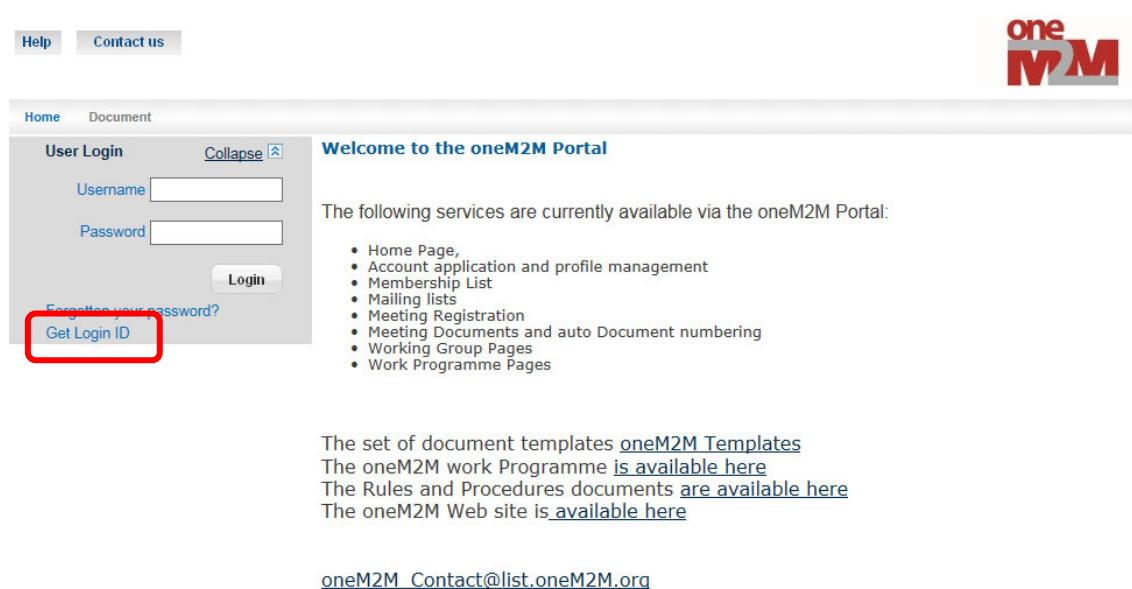 Help Contact us
one
M2M
Home Document
User Login Collapse
Username
Password
Login
Forgotten your password?
Get Login ID
Welcome to the oneM2M Portal
The following services are currently available via the oneM2M Portal:
• Home Page,
• Account application and profile management
• Membership List
• Mailing lists
• Meeting Registration
• Meeting Documents and auto Document numbering
• Working Group Pages
• Work Programme Pages
The set of document templates oneM2M Templates
The oneM2M work Programme is available here
The Rules and Procedures documents are available here
The oneM2M Web site is available here
oneM2M_Contact@list.oneM2M.org